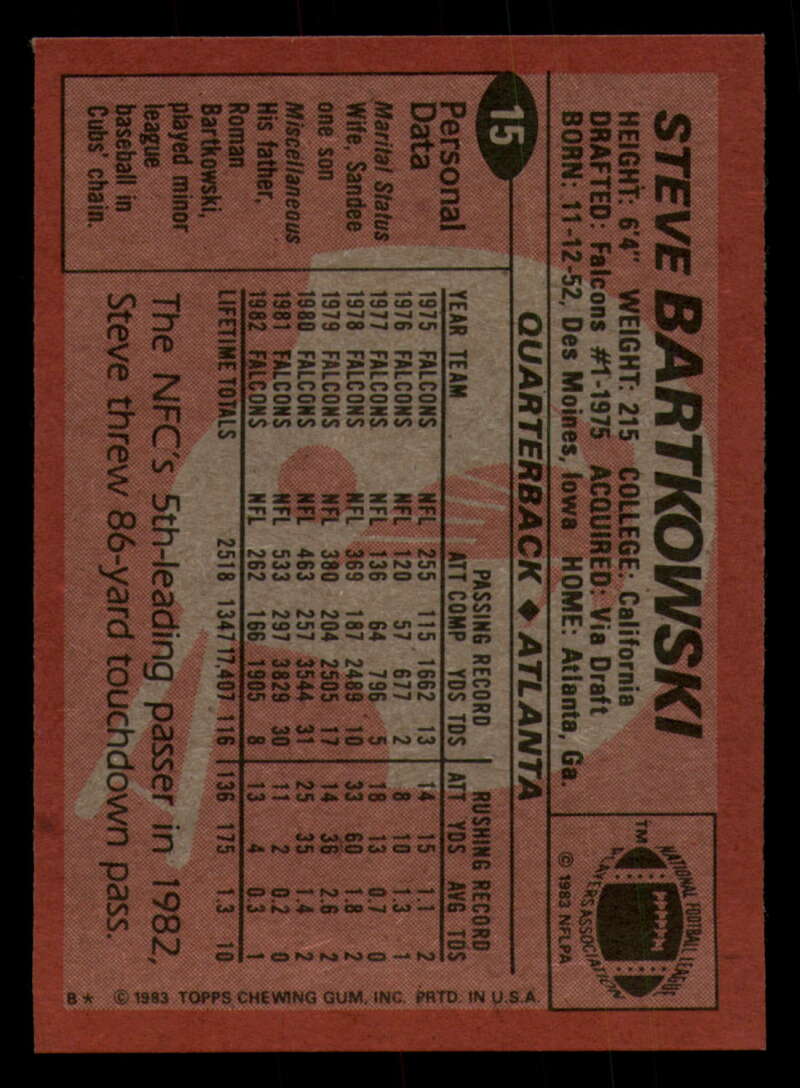 STEVE BARTKOWSKI
HEIGHT: 6'4" WEIGHT: 215 COLLEGE: California
DRAFTED: Falcons #1-1975 ACQUIRED: Via Draft
BORN: 11-12-52, Des Moines, Iowa HOME: Atlanta, Ga.
NATIONAL FOOTBALL LEAGUE
PLAYERS ASSOCIATION
TM
© 1983 NFLPA
15
QUARTERBACK ♦ ATLANTA
Personal
Data
Marital Status
Wife, Sandee
one son
Miscellaneous
His father,
Roman
Bartkowski,
played minor
league
baseball in
Cubs' chain.
PASSING RECORD RUSHING RECORD
YEAR TEAM ATT COMP YDS TDS ATT YDS AVG TDS
1975 FALCONS NFL 255 115 1662 13 14 15 1.1 2
1976 FALCONS NFL 120 57 677 2 8 10 1.3 1
1977 FALCONS NFL 136 64 796 5 18 13 0.7 0
1978 FALCONS NFL 369 187 2489 10 33 60 1.8 2
1979 FALCONS NFL 380 204 2505 17 14 36 2.6 2
1980 FALCONS NFL 463 257 3544 31 25 35 1.4 2
1981 FALCONS NFL 533 297 3829 30 11 2 0.2 0
1982 FALCONS NFL 262 166 1905 8 13 4 0.3 1
LIFETIME TOTALS 2518 1347 17,407 116 136 175 1.3 10
The NFC's 5th-leading passer in 1982,
Steve threw 86-yard touchdown pass.
B* © 1983 TOPPS CHEWING GUM, INC. PRTD. IN U.S.A.